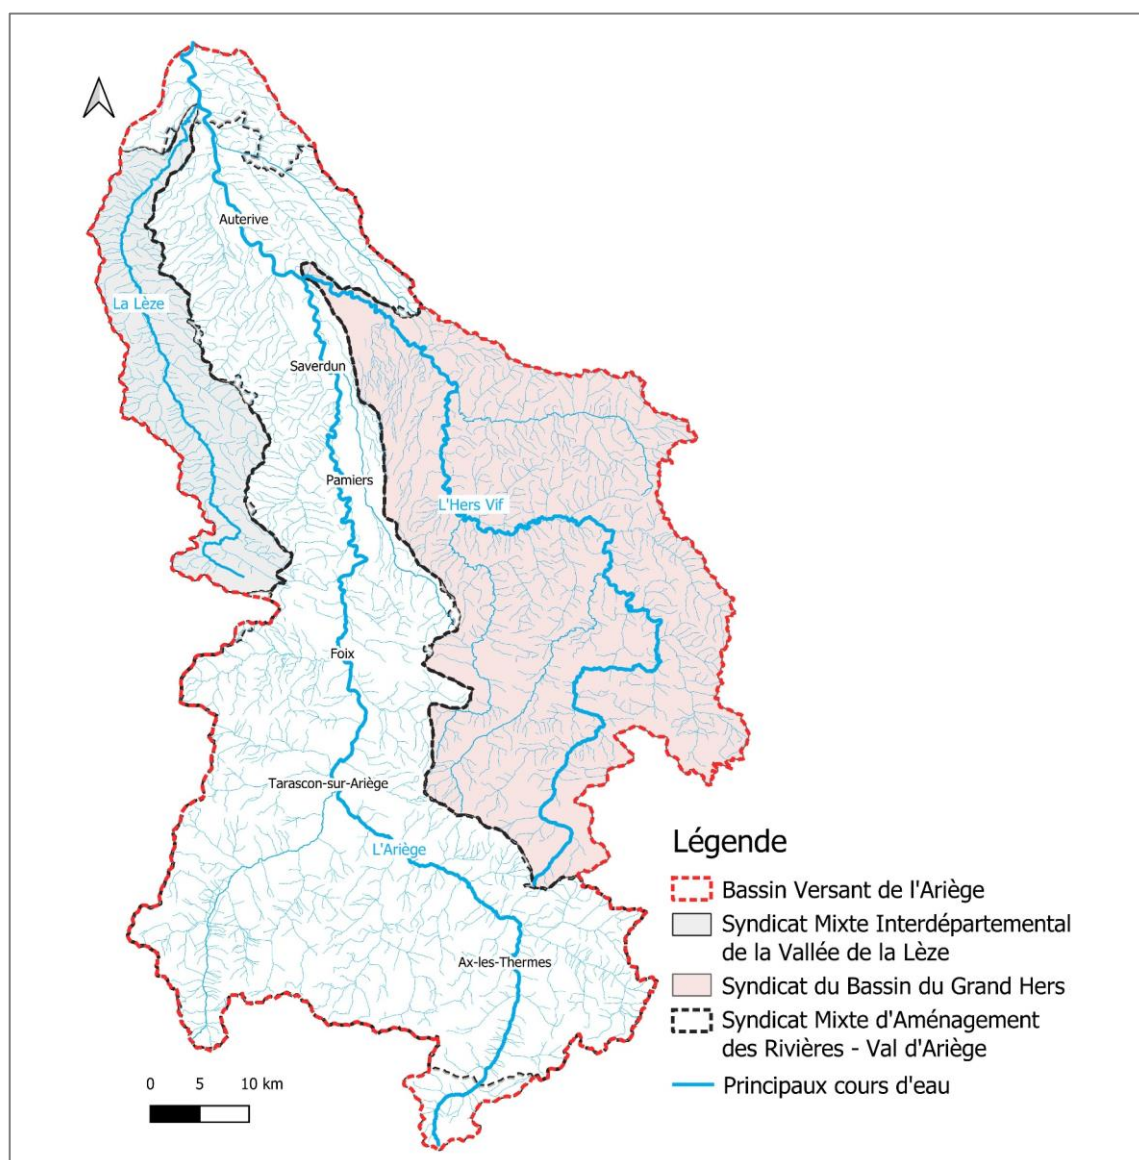 Auterive
La Lèze
Saverdun
Pamiers
L'Hers Vif
Foix
Tarascon-sur-Ariège
L'Ariège
Ax-les-Thermes
Légende
Bassin Versant de l'Ariège
Syndicat Mixte Interdépartemental
de la Vallée de la Lèze
Syndicat du Bassin du Grand Hers
Syndicat Mixte d'Aménagement
des Rivières - Val d'Ariège
Principaux cours d'eau
0 5 10 km